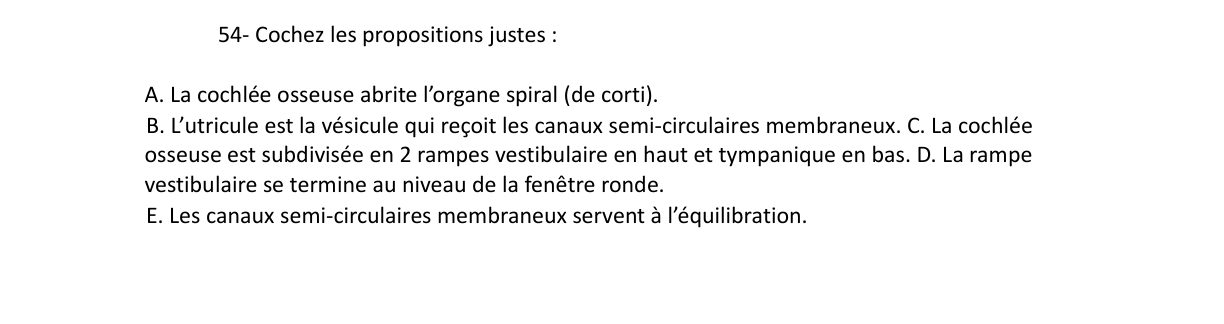 54- Cochez les propositions justes :
A. La cochlée osseuse abrite l’organe spiral (de corti).
B. L’utricule est la vésicule qui reçoit les canaux semi-circulaires membraneux. C. La cochlée
osseuse est subdivisée en 2 rampes vestibulaire en haut et tympanique en bas. D. La rampe
vestibulaire se termine au niveau de la fenêtre ronde.
E. Les canaux semi-circulaires membraneux servent à l’équilibration.